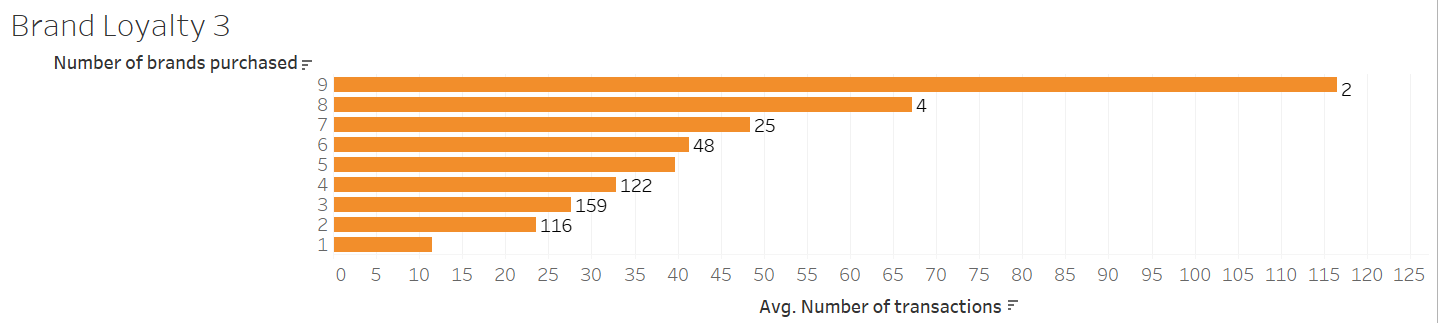 Brand Loyalty 3
Number of brands purchased
9 2
8 4
7 25
6 48
5
4 122
3 159
2 116
1
0 5 10 15 20 25 30 35 40 45 50 55 60 65 70 75 80 85 90 95 100 105 110 115 120 125
Avg. Number of transactions